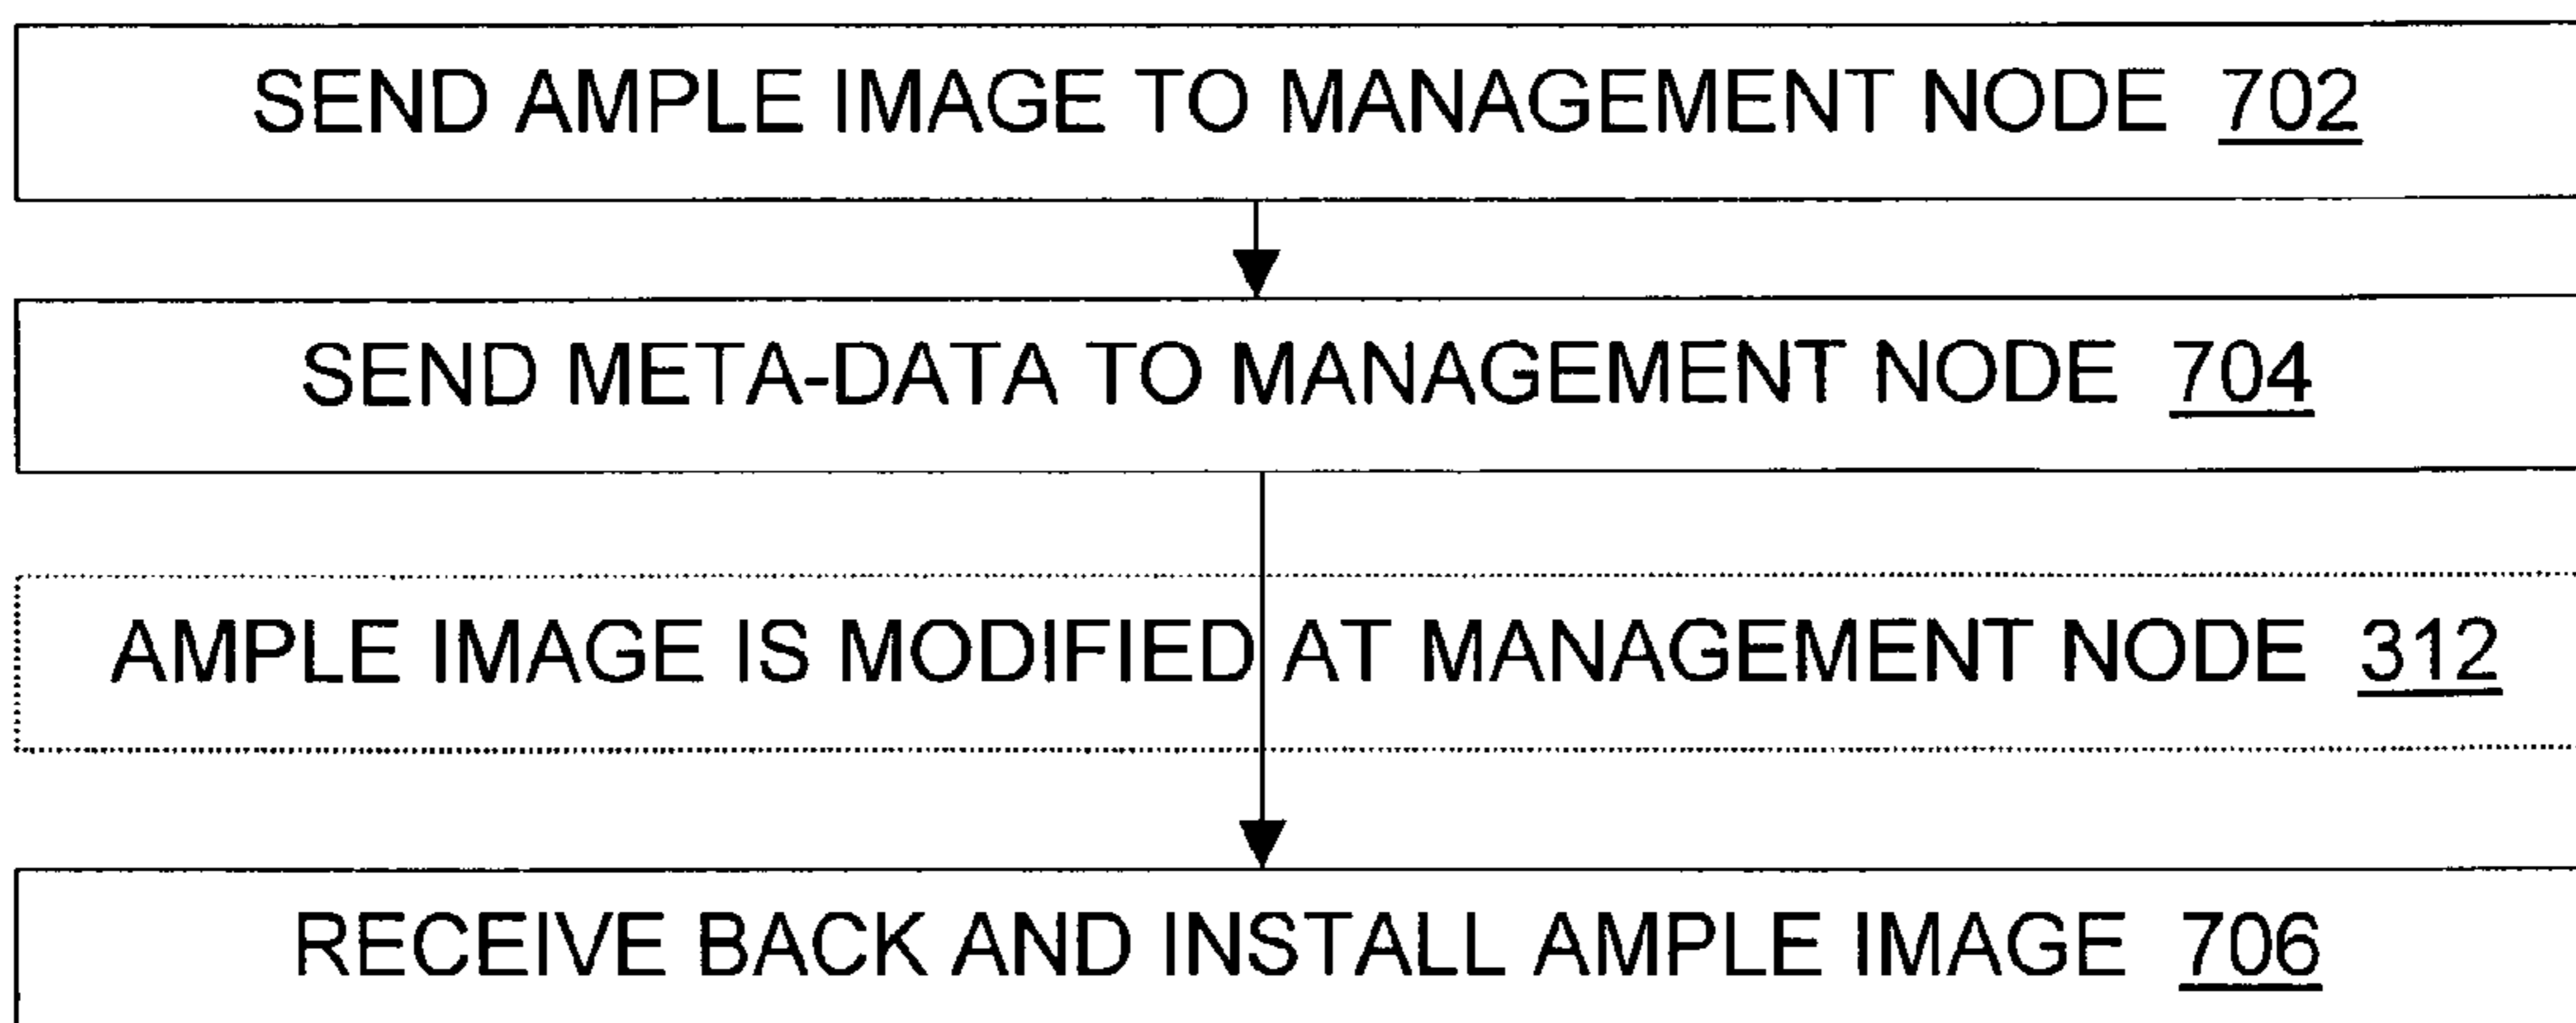 SEND AMPLE IMAGE TO MANAGEMENT NODE 702
SEND META-DATA TO MANAGEMENT NODE 704
AMPLE IMAGE IS MODIFIED AT MANAGEMENT NODE 312
RECEIVE BACK AND INSTALL AMPLE IMAGE 706